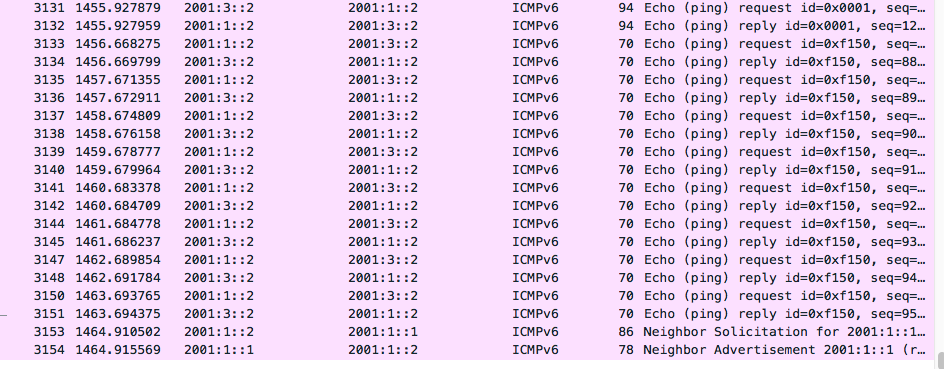 3131 1455.927879 2001:3::2 2001:1::2 ICMPv6 94 Echo (ping) request id=0x0001, seq=…
3132 1455.927959 2001:1::2 2001:3::2 ICMPv6 94 Echo (ping) reply id=0x0001, seq=12…
3133 1456.668275 2001:1::2 2001:3::2 ICMPv6 70 Echo (ping) request id=0xf150, seq=…
3134 1456.669799 2001:3::2 2001:1::2 ICMPv6 70 Echo (ping) reply id=0xf150, seq=88…
3135 1457.671355 2001:1::2 2001:3::2 ICMPv6 70 Echo (ping) request id=0xf150, seq=…
3136 1457.672911 2001:3::2 2001:1::2 ICMPv6 70 Echo (ping) reply id=0xf150, seq=89…
3137 1458.674809 2001:1::2 2001:3::2 ICMPv6 70 Echo (ping) request id=0xf150, seq=…
3138 1458.676158 2001:3::2 2001:1::2 ICMPv6 70 Echo (ping) reply id=0xf150, seq=90…
3139 1459.678777 2001:1::2 2001:3::2 ICMPv6 70 Echo (ping) request id=0xf150, seq=…
3140 1459.679964 2001:3::2 2001:1::2 ICMPv6 70 Echo (ping) reply id=0xf150, seq=91…
3141 1460.683378 2001:1::2 2001:3::2 ICMPv6 70 Echo (ping) request id=0xf150, seq=…
3142 1460.684709 2001:3::2 2001:1::2 ICMPv6 70 Echo (ping) reply id=0xf150, seq=92…
3144 1461.684778 2001:1::2 2001:3::2 ICMPv6 70 Echo (ping) request id=0xf150, seq=…
3145 1461.686237 2001:3::2 2001:1::2 ICMPv6 70 Echo (ping) reply id=0xf150, seq=93…
3147 1462.689854 2001:1::2 2001:3::2 ICMPv6 70 Echo (ping) request id=0xf150, seq=…
3148 1462.691784 2001:3::2 2001:1::2 ICMPv6 70 Echo (ping) reply id=0xf150, seq=94…
3150 1463.693765 2001:1::2 2001:3::2 ICMPv6 70 Echo (ping) request id=0xf150, seq=…
3151 1463.694375 2001:3::2 2001:1::2 ICMPv6 70 Echo (ping) reply id=0xf150, seq=95…
3153 1464.910502 2001:1::2 2001:1::1 ICMPv6 86 Neighbor Solicitation for 2001:1::1…
3154 1464.915569 2001:1::1 2001:1::2 ICMPv6 78 Neighbor Advertisement 2001:1::1 (r…